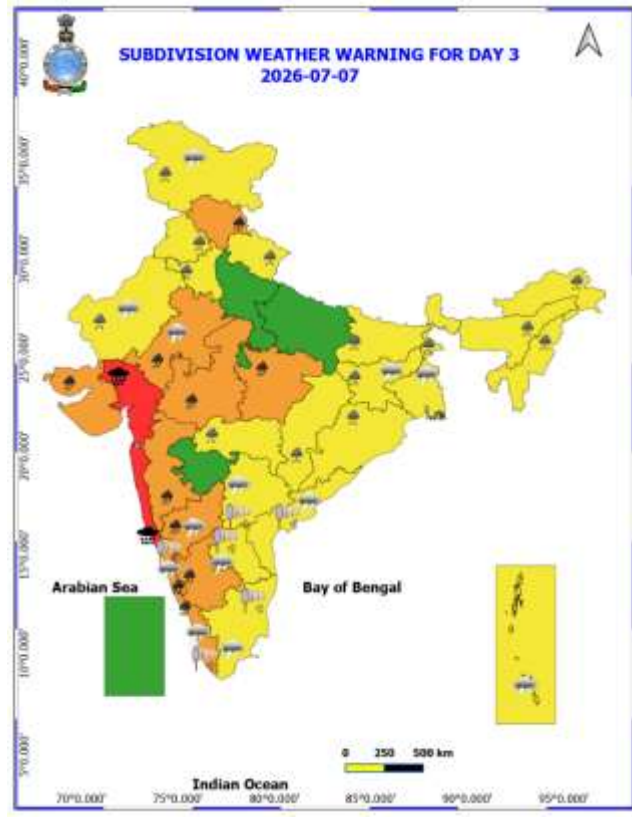 SUBDIVISION WEATHER WARNING FOR DAY 3
2026-07-07
40°0.000'
35°0.000'
30°0.000'
25°0.000'
20°0.000'
15°0.000'
10°0.000'
5°0.000'
Arabian Sea
Bay of Bengal
0 250 500 km
Indian Ocean
70°0.000' 75°0.000' 80°0.000' 85°0.000' 90°0.000' 95°0.000'